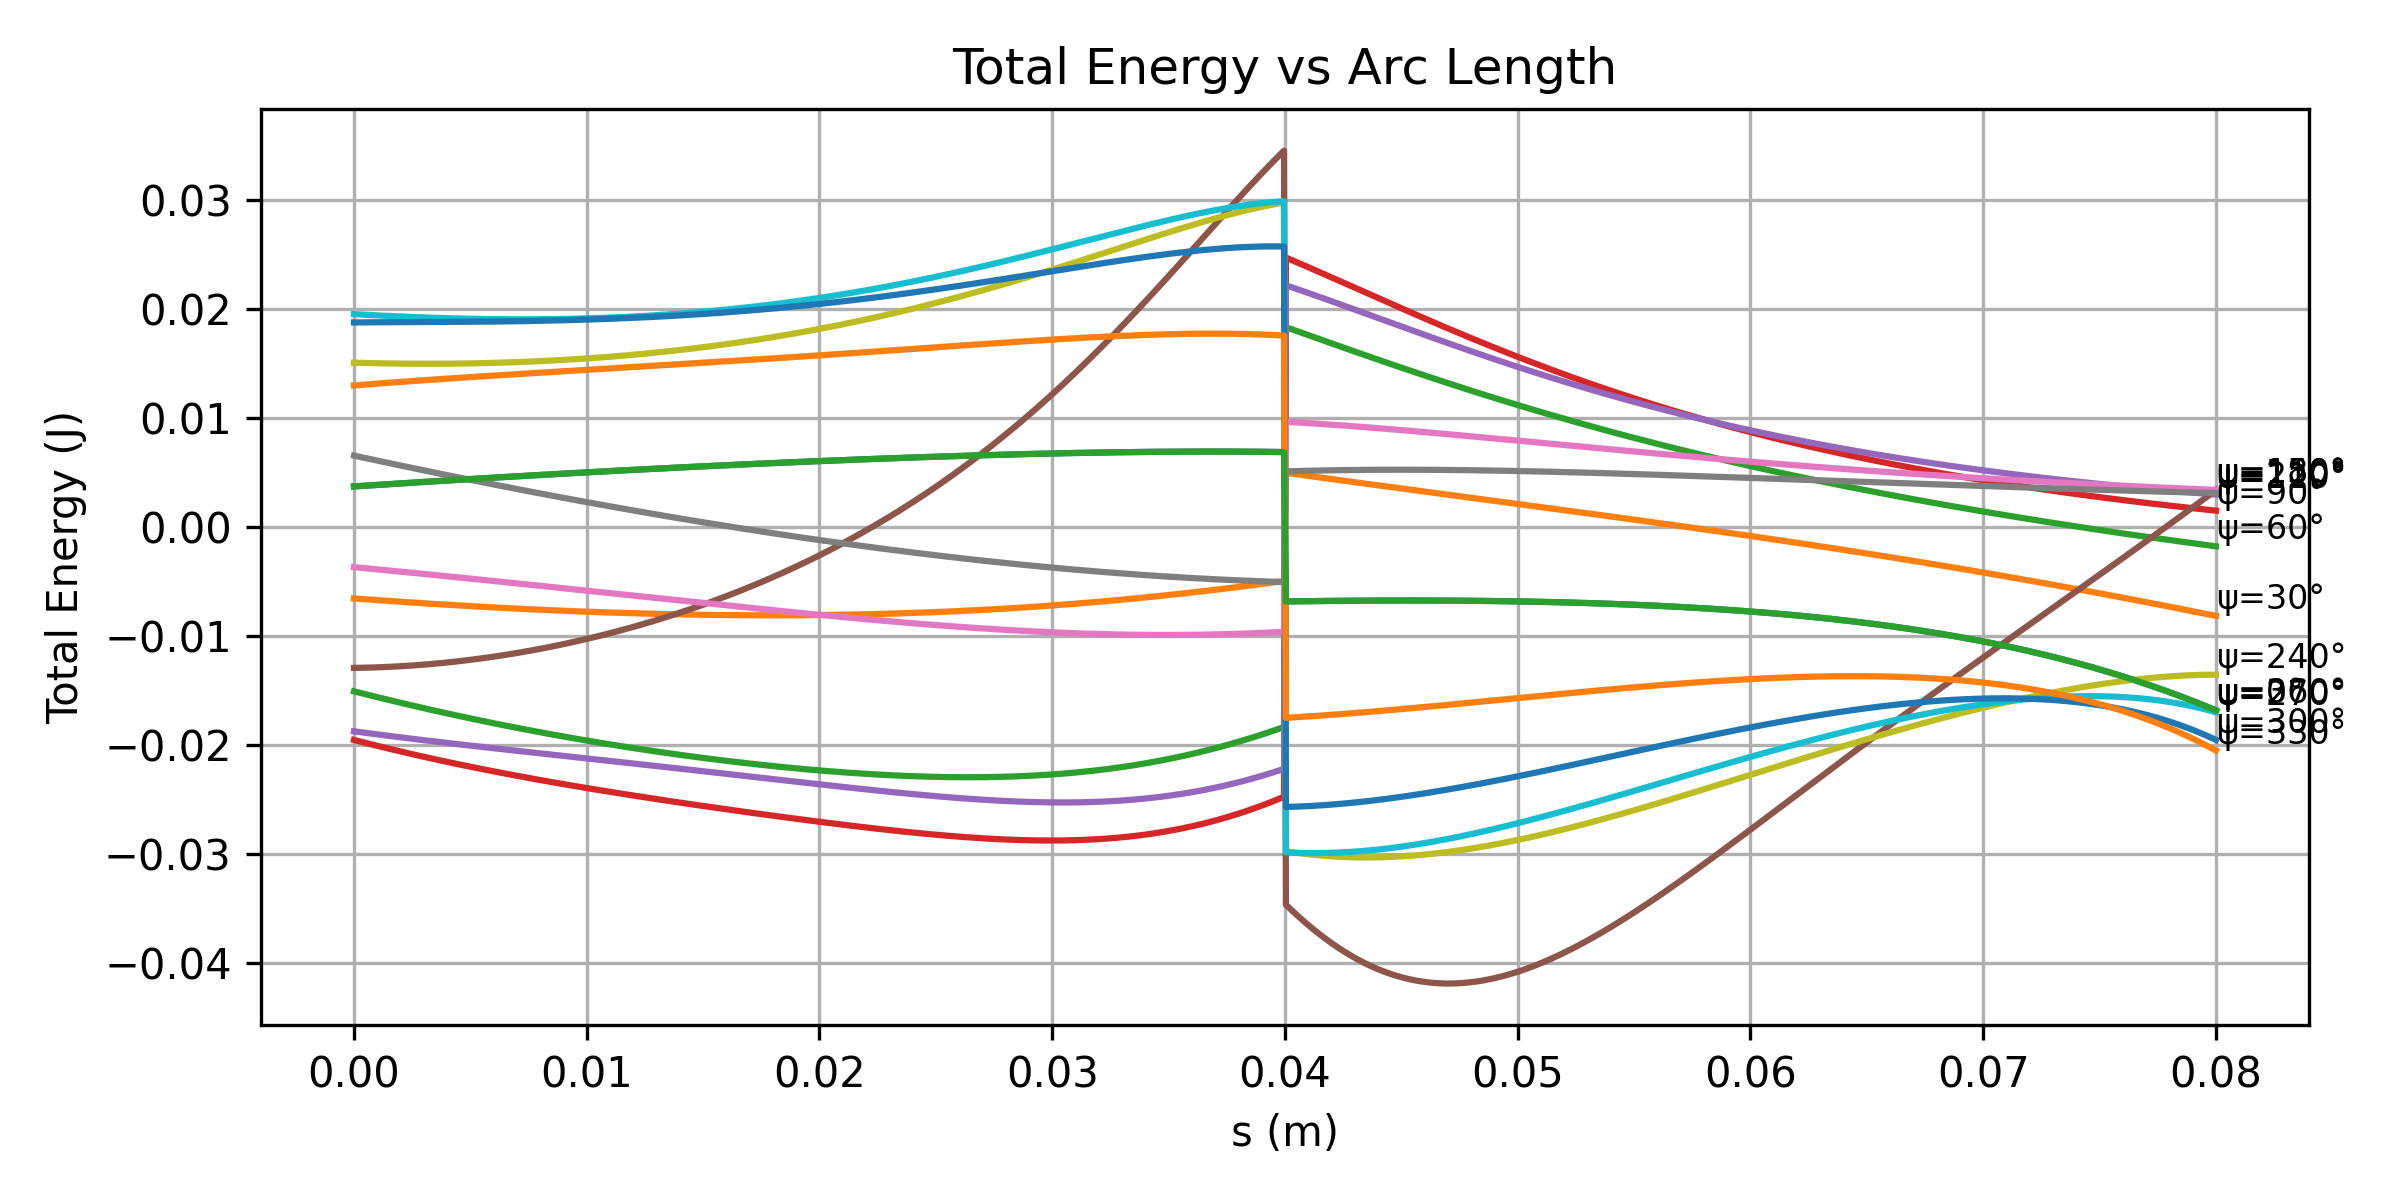 Total Energy vs Arc Length
Total Energy (J)
0.03
0.02
0.01
0.00
−0.01
−0.02
−0.03
−0.04
0.00
0.01
0.02
0.03
0.04
0.05
0.06
0.07
0.08
s (m)
ψ=90°
ψ=60°
ψ=30°
ψ=240°
ψ=300°
ψ=330°